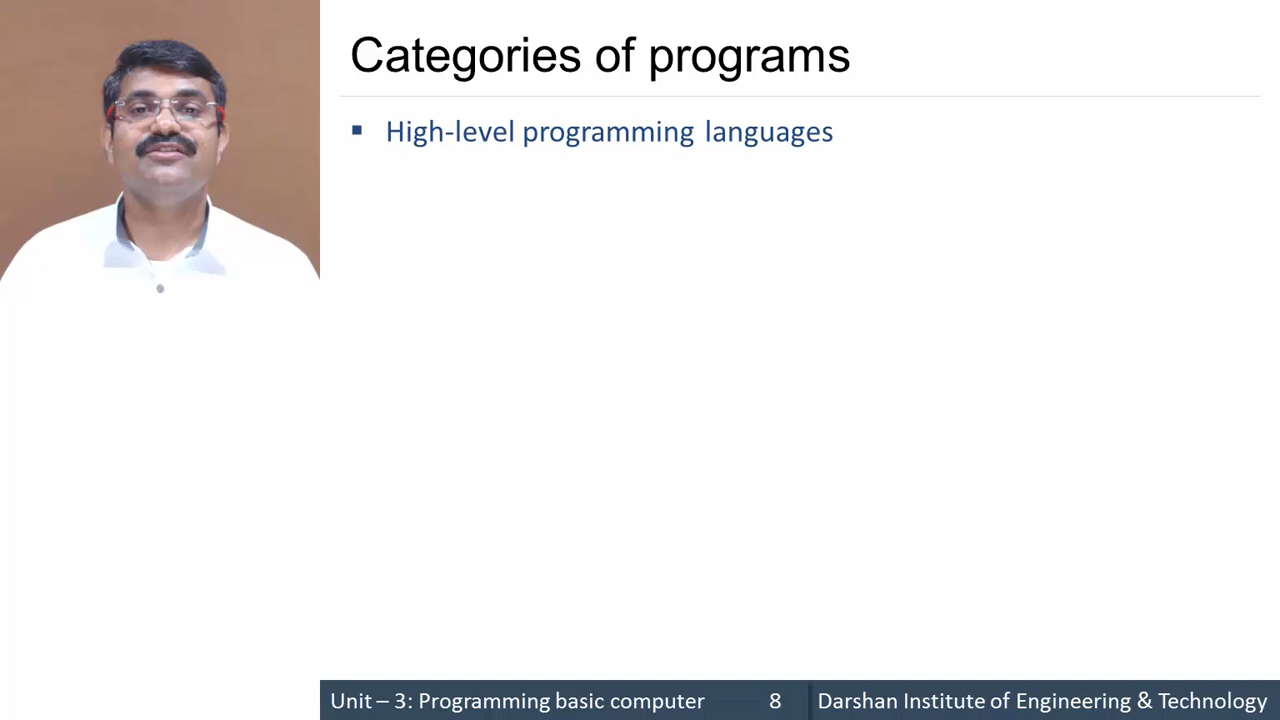 Categories of programs
▪ High-level programming languages
Unit – 3: Programming basic computer 8 Darshan Institute of Engineering & Technology